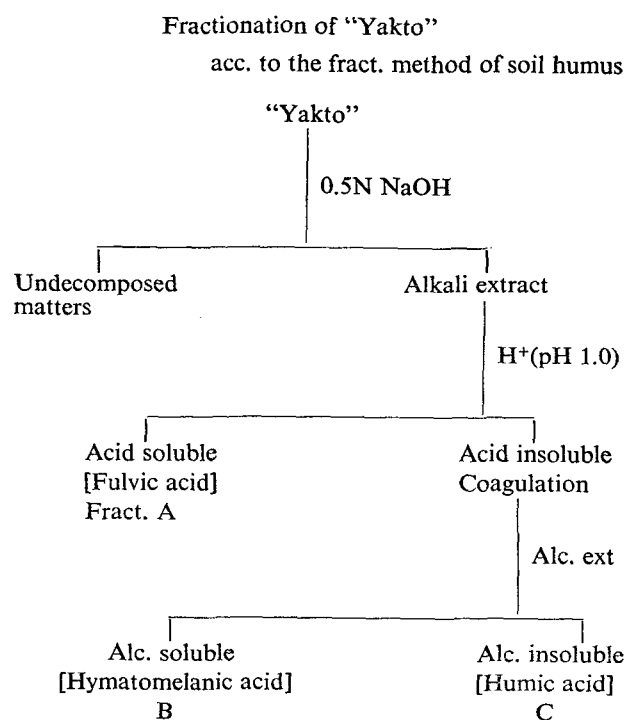 Fractionation of “Yakto”
acc. to the fract. method of soil humus
“Yakto”
0.5N NaOH
Undecomposed
matters
Alkali extract
H⁺(pH 1.0)
Acid soluble
[Fulvic acid]
Fract. A
Acid insoluble
Coagulation
Alc. ext
Alc. soluble
[Hymatomelanic acid]
B
Alc. insoluble
[Humic acid]
C